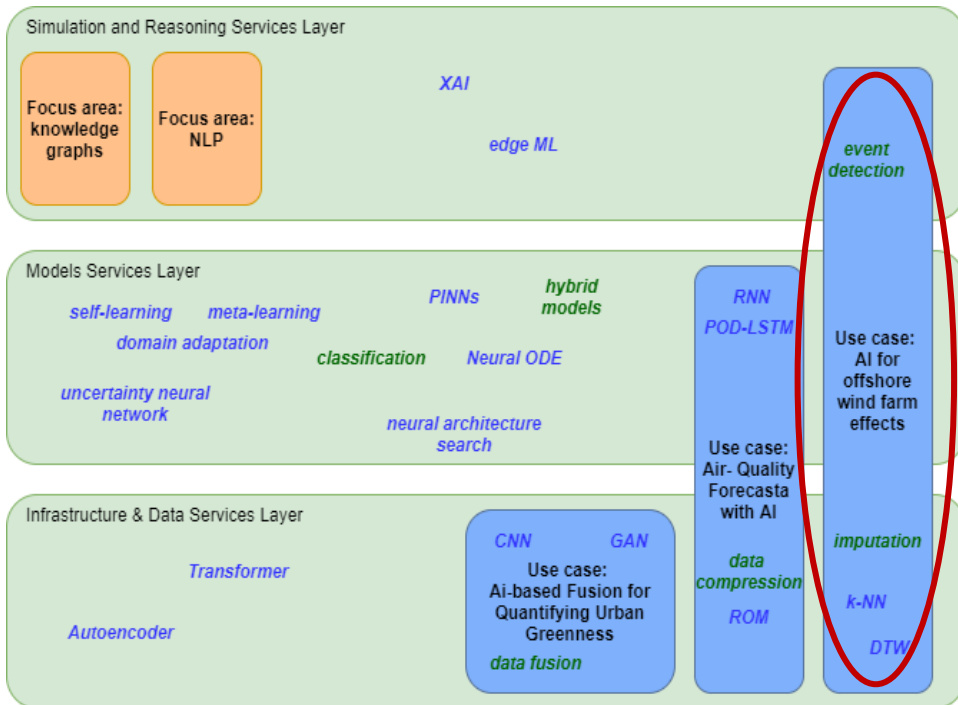 Simulation and Reasoning Services Layer
Focus area:
knowledge
graphs
Focus area:
NLP
XAI
edge ML
event
detection
Models Services Layer
self-learning
meta-learning
domain adaptation
uncertainty neural
network
classification
PINNs
hybrid
models
Neural ODE
neural architecture
search
RNN
POD-LSTM
Use case:
Air- Quality
Forecasta
with AI
data
compression
ROM
Use case:
AI for
offshore
wind farm
effects
imputation
k-NN
DTW
Infrastructure & Data Services Layer
Transformer
Autoencoder
CNN
GAN
Use case:
Ai-based Fusion for
Quantifying Urban
Greenness
data fusion